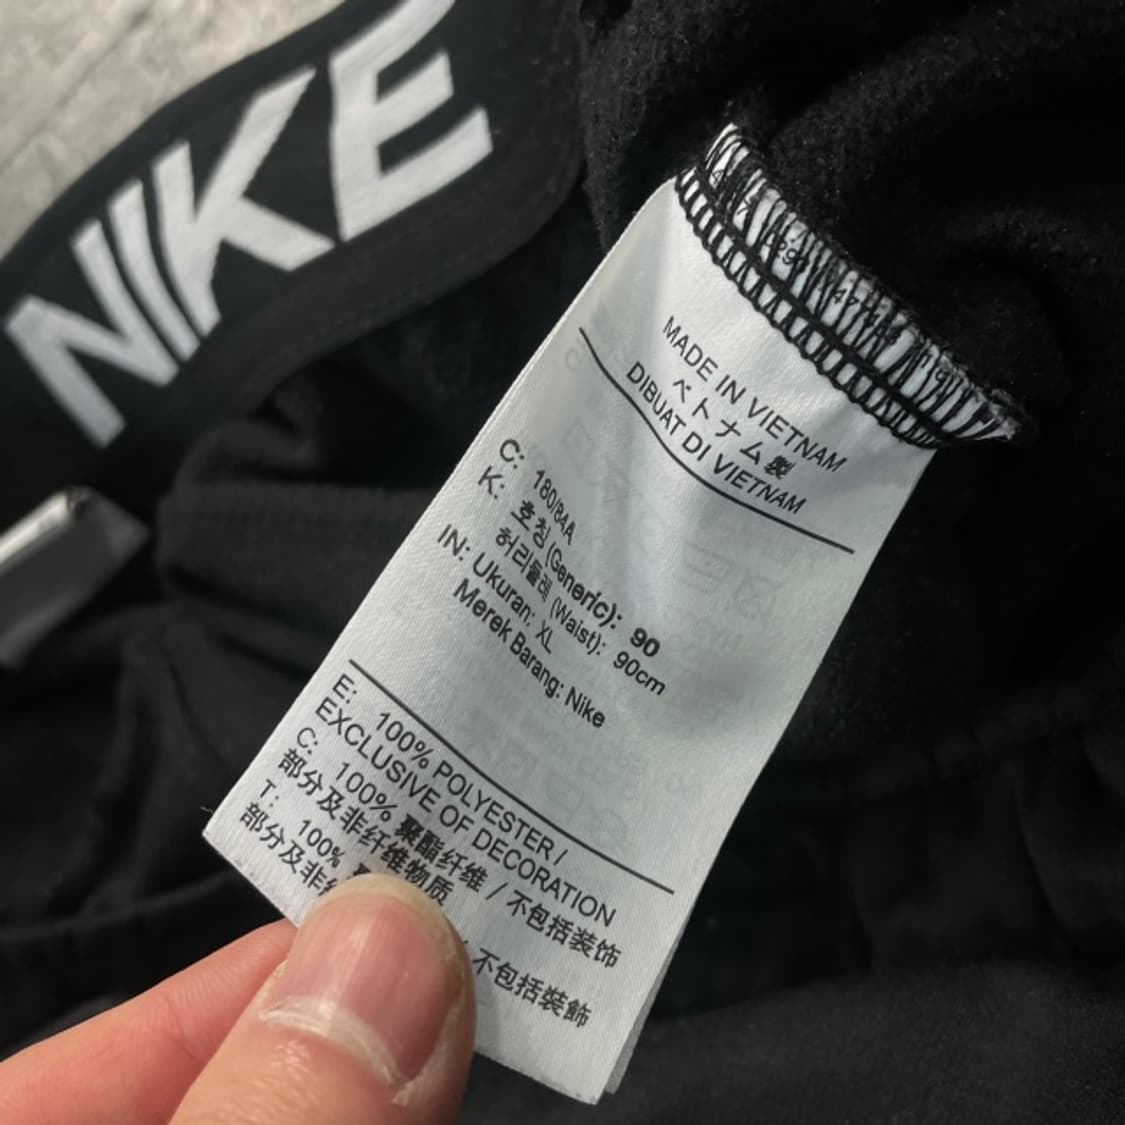 NIKE
MADE IN VIETNAM
ベトナム製
DIBUAT DI VIETNAM
C: 180/84A
K: 호칭(Generic): 90
허리둘레 (Waist): 90cm
IN: Ukuran: XL
Merek Barang: Nike
E: 100% POLYESTER /
EXCLUSIVE OF DECORATION
C: 100% 聚酯纤维 / 不包括装饰
部分及非纤维物质
T: 100% / 不包括裝飾
部分及非